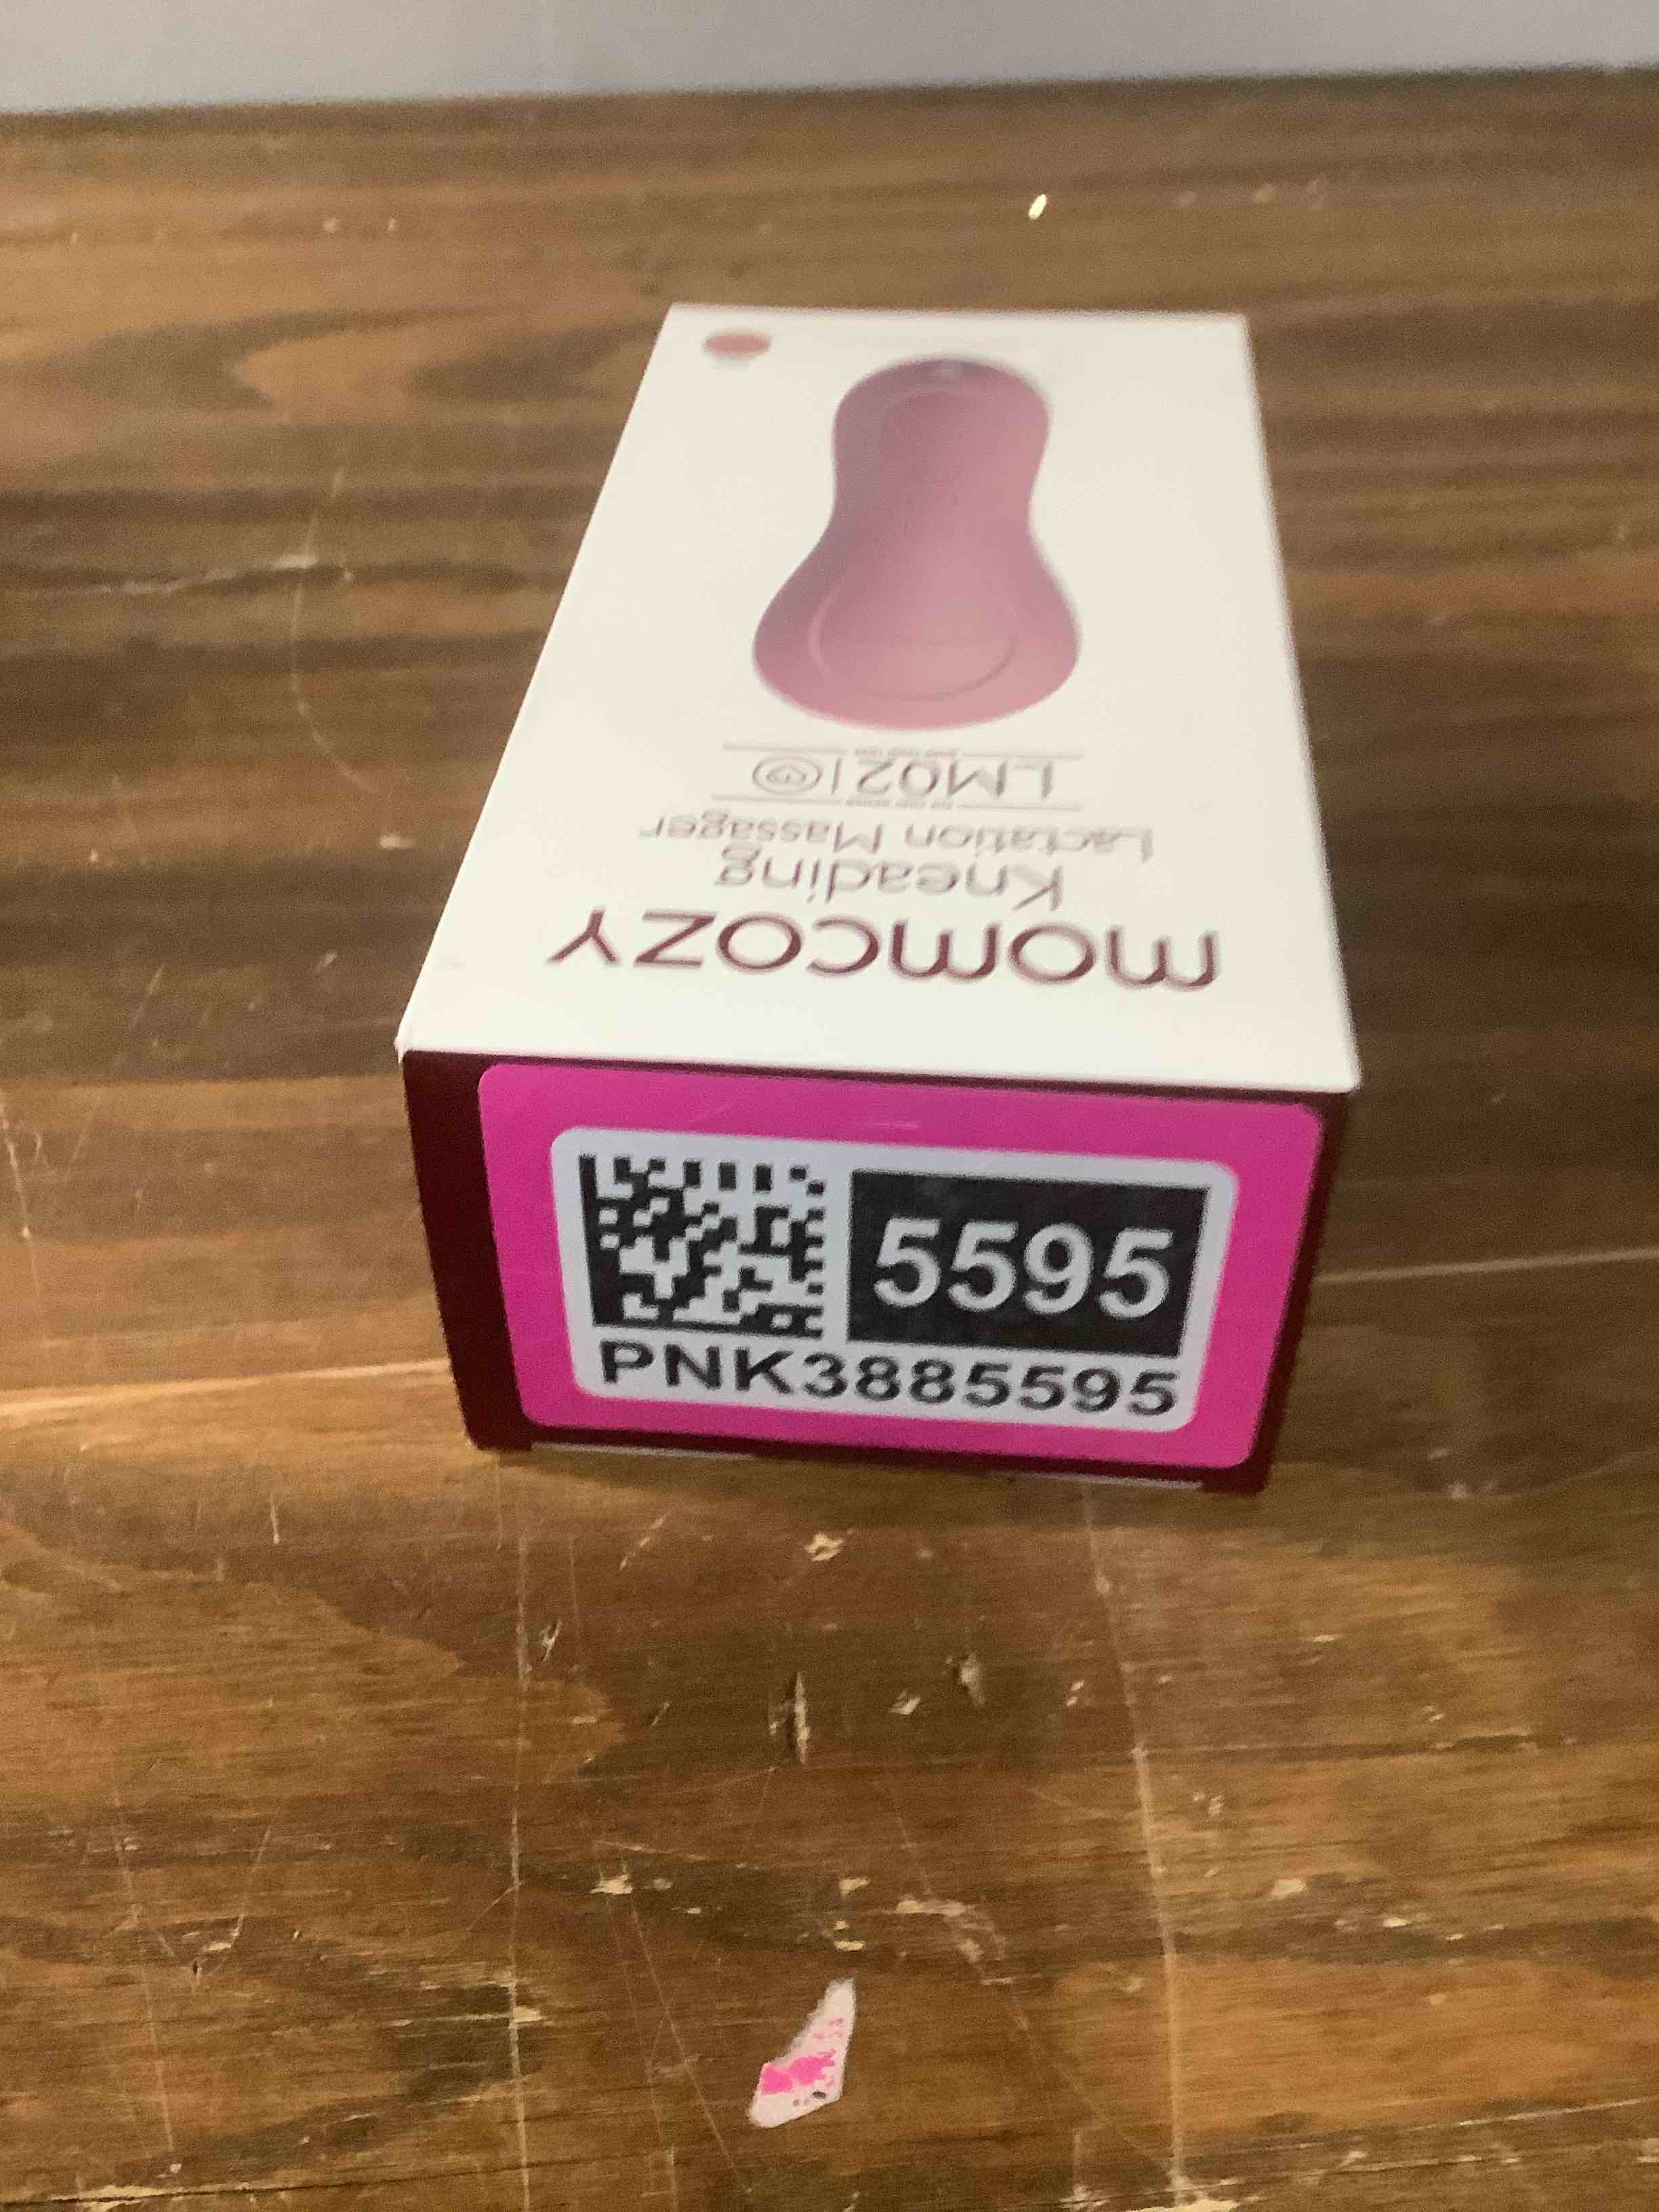 momcozy
Kneading
Lactation Massager
LM02
5595
PNK3885595